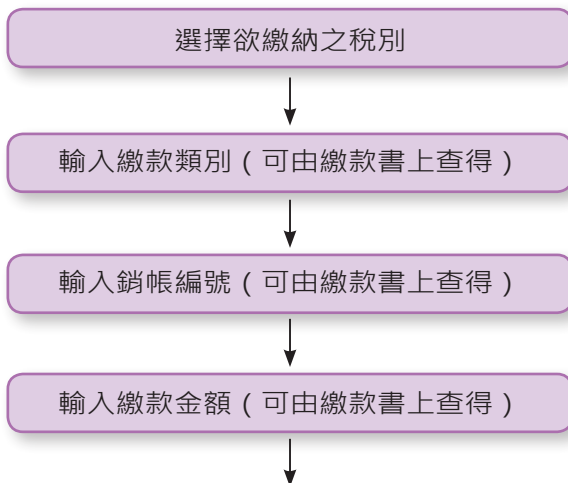 選擇欲繳納之稅別
輸入繳款類別（可由繳款書上查得）
輸入銷帳編號（可由繳款書上查得）
輸入繳款金額（可由繳款書上查得）